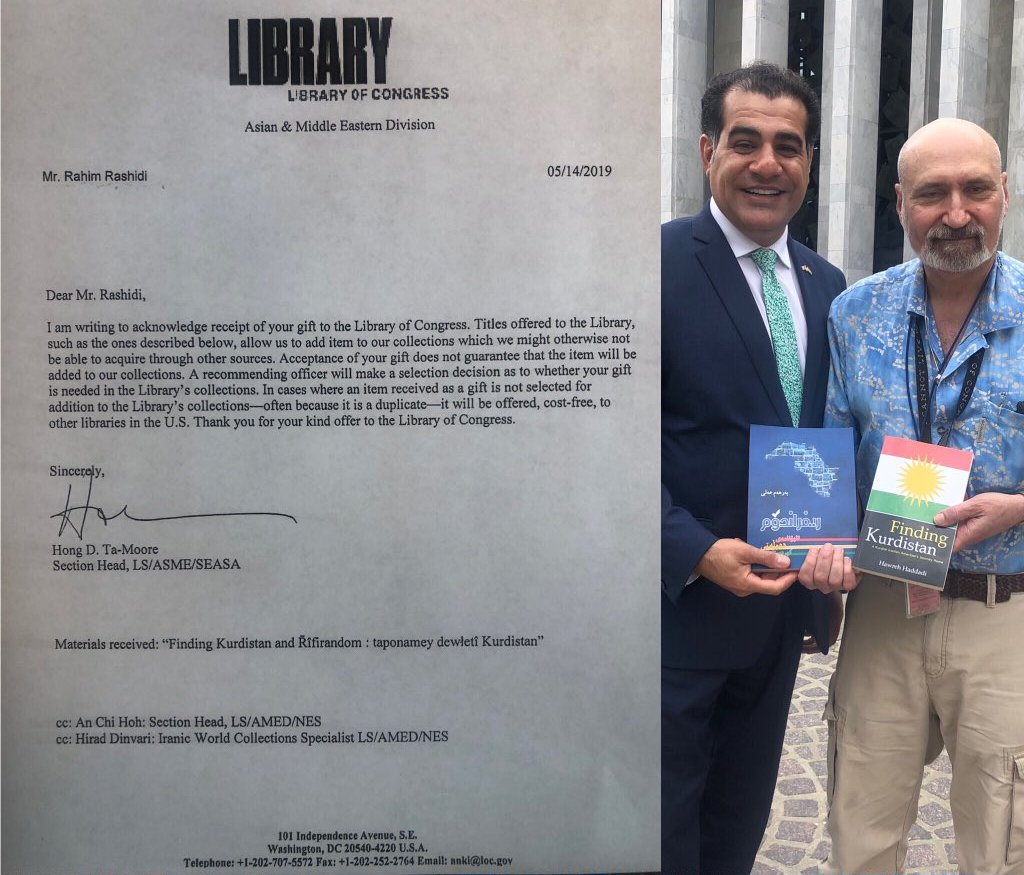 LIBRARY
LIBRARY OF CONGRESS
Asian & Middle Eastern Division
Mr. Rahim Rashidi
05/14/2019
Dear Mr. Rashidi,
I am writing to acknowledge receipt of your gift to the Library of Congress. Titles offered to the Library,
such as the ones described below, allow us to add item to our collections which we might otherwise not
be able to acquire through other sources. Acceptance of your gift does not guarantee that the item will be
added to our collections. A recommending officer will make a selection decision as to whether your gift
is needed in the Library's collections. In cases where an item received as a gift is not selected for
addition to the Library's collections—often because it is a duplicate—it will be offered, cost-free, to
other libraries in the U.S. Thank you for your kind offer to the Library of Congress.
Sincerely,
Hong D. Ta-Moore
Section Head, LS/ASME/SEASA
Materials received: "Finding Kurdistan and Řîfirandom : taponamey dewłetî Kurdistan"
cc: An Chi Hoh: Section Head, LS/AMED/NES
cc: Hirad Dinvari: Iranic World Collections Specialist LS/AMED/NES
101 Independence Avenue, S.E.
Washington, DC 20540-4220 U.S.A.
Telephone: +1-202-707-5572 Fax: +1-202-252-2764 Email: anki@loc.gov
ریفراندۆم
Finding
Kurdistan
A Kurdish Iranian American's Journey Home
Hawreh Haddadi
OF CONG